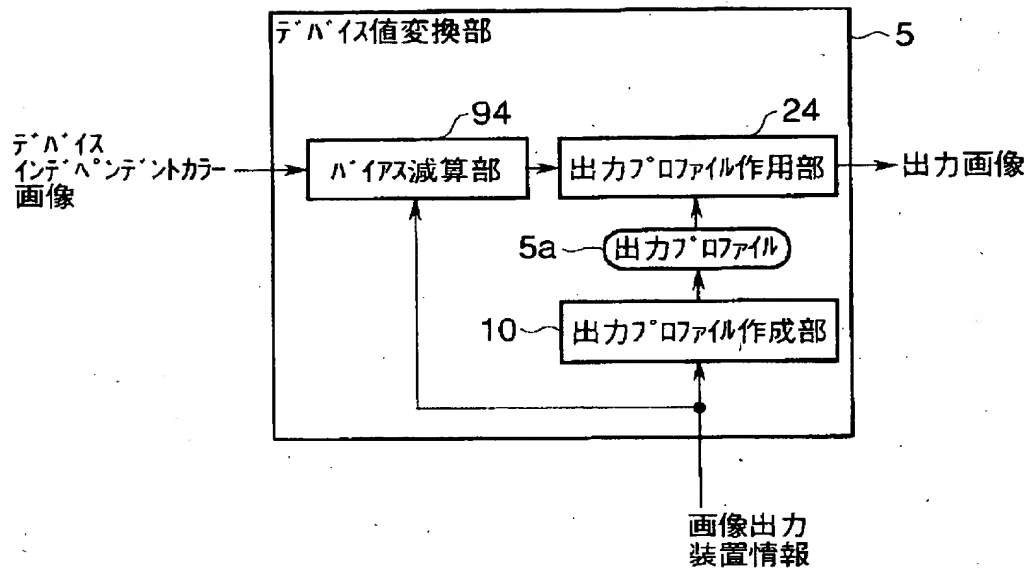 ﾃﾞﾊﾞｲｽ値変換部
5
94
24
ﾃﾞﾊﾞｲｽ
ｲﾝﾃﾞﾍﾟﾝﾃﾞﾝﾄｶﾗｰ
画像
ﾊﾞｲｱｽ減算部
出力ﾌﾟﾛﾌｧｲﾙ作用部
出力画像
5a
出力ﾌﾟﾛﾌｧｲﾙ
10
出力ﾌﾟﾛﾌｧｲﾙ作成部
画像出力
装置情報